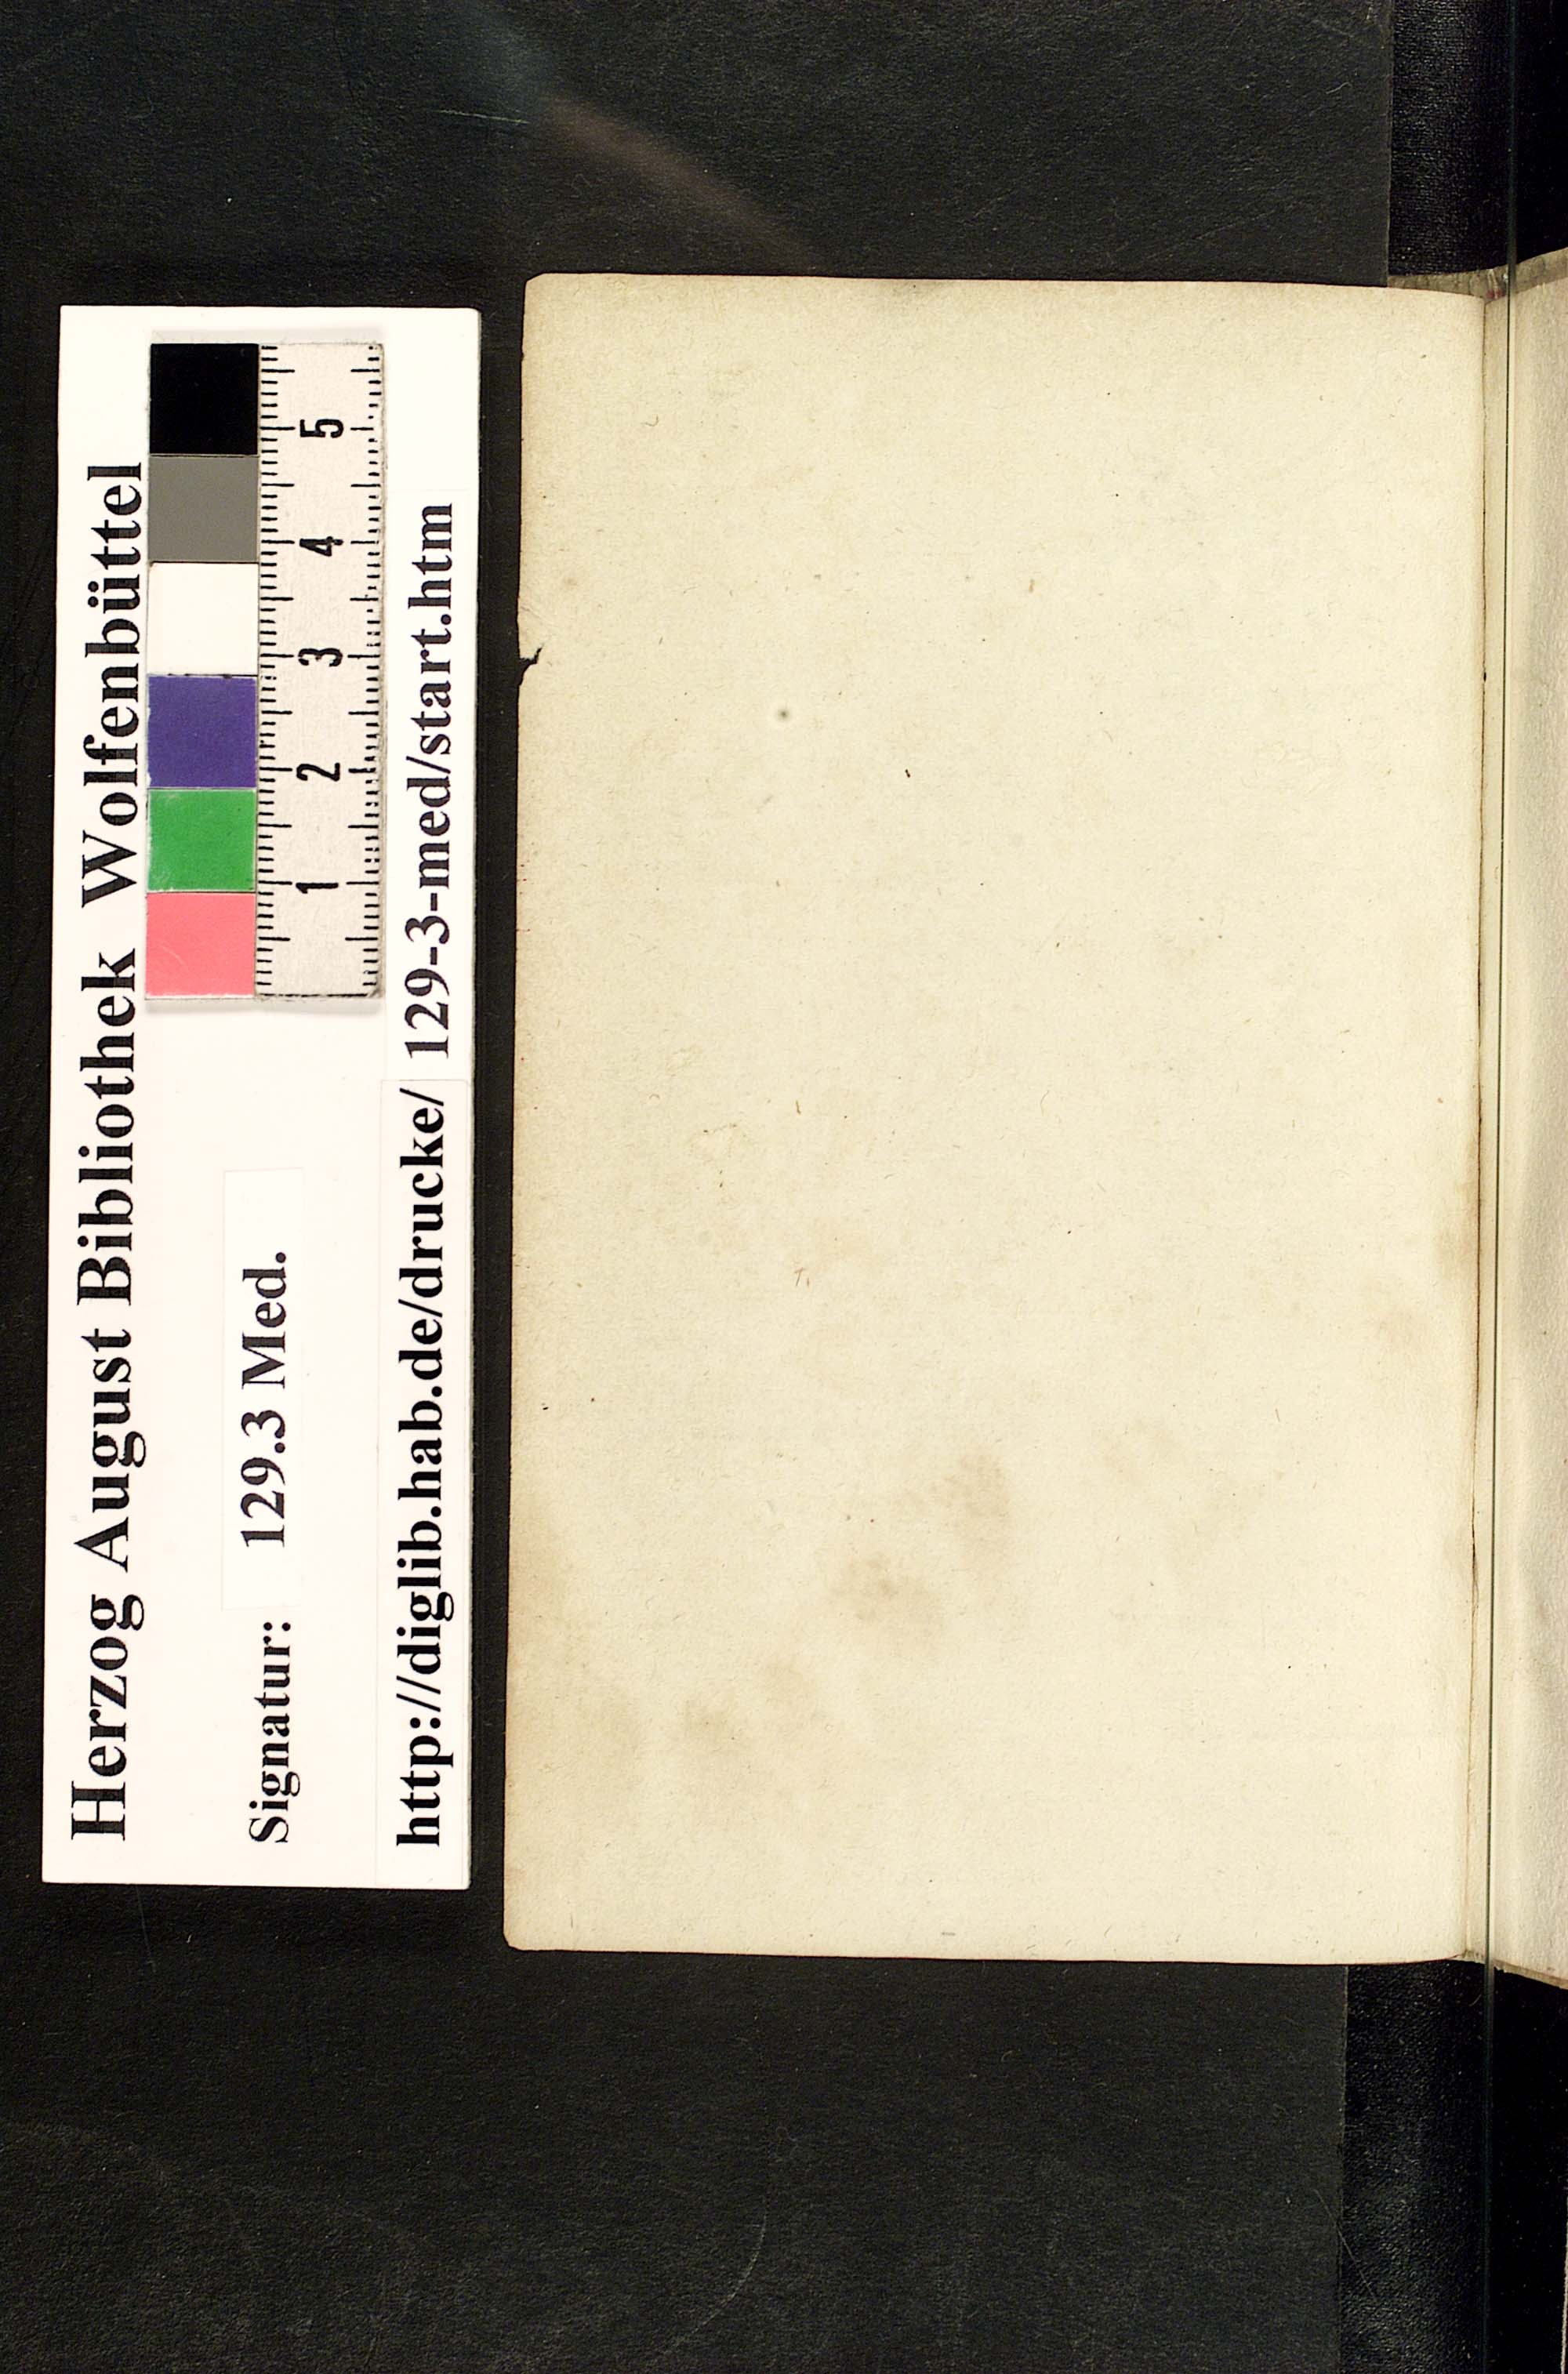 Herzog August Bibliothek Wolfenbüttel
5 4 3 2 1
Signatur: 129.3 Med.
http://diglib.hab.de/drucke/ 129-3-med/start.htm